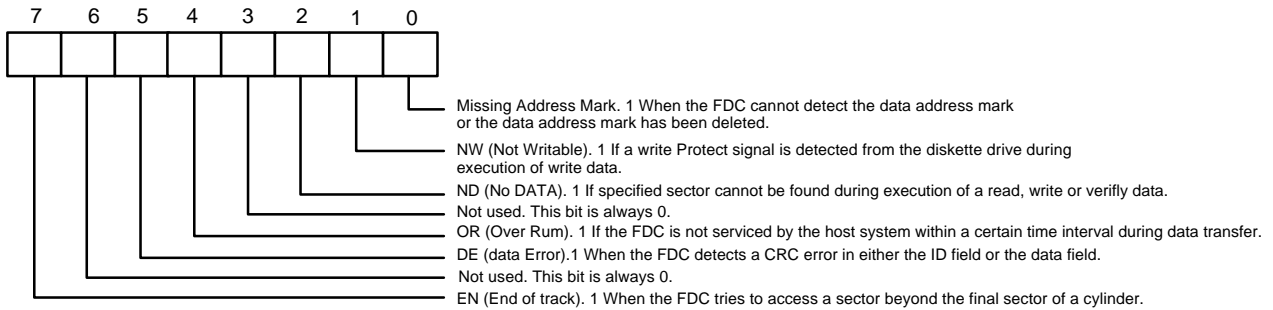 7 6 5 4 3 2 1 0
Missing Address Mark. 1 When the FDC cannot detect the data address mark
or the data address mark has been deleted.
NW (Not Writable). 1 If a write Protect signal is detected from the diskette drive during
execution of write data.
ND (No DATA). 1 If specified sector cannot be found during execution of a read, write or verifly data.
Not used. This bit is always 0.
OR (Over Rum). 1 If the FDC is not serviced by the host system within a certain time interval during data transfer.
DE (data Error).1 When the FDC detects a CRC error in either the ID field or the data field.
Not used. This bit is always 0.
EN (End of track). 1 When the FDC tries to access a sector beyond the final sector of a cylinder.